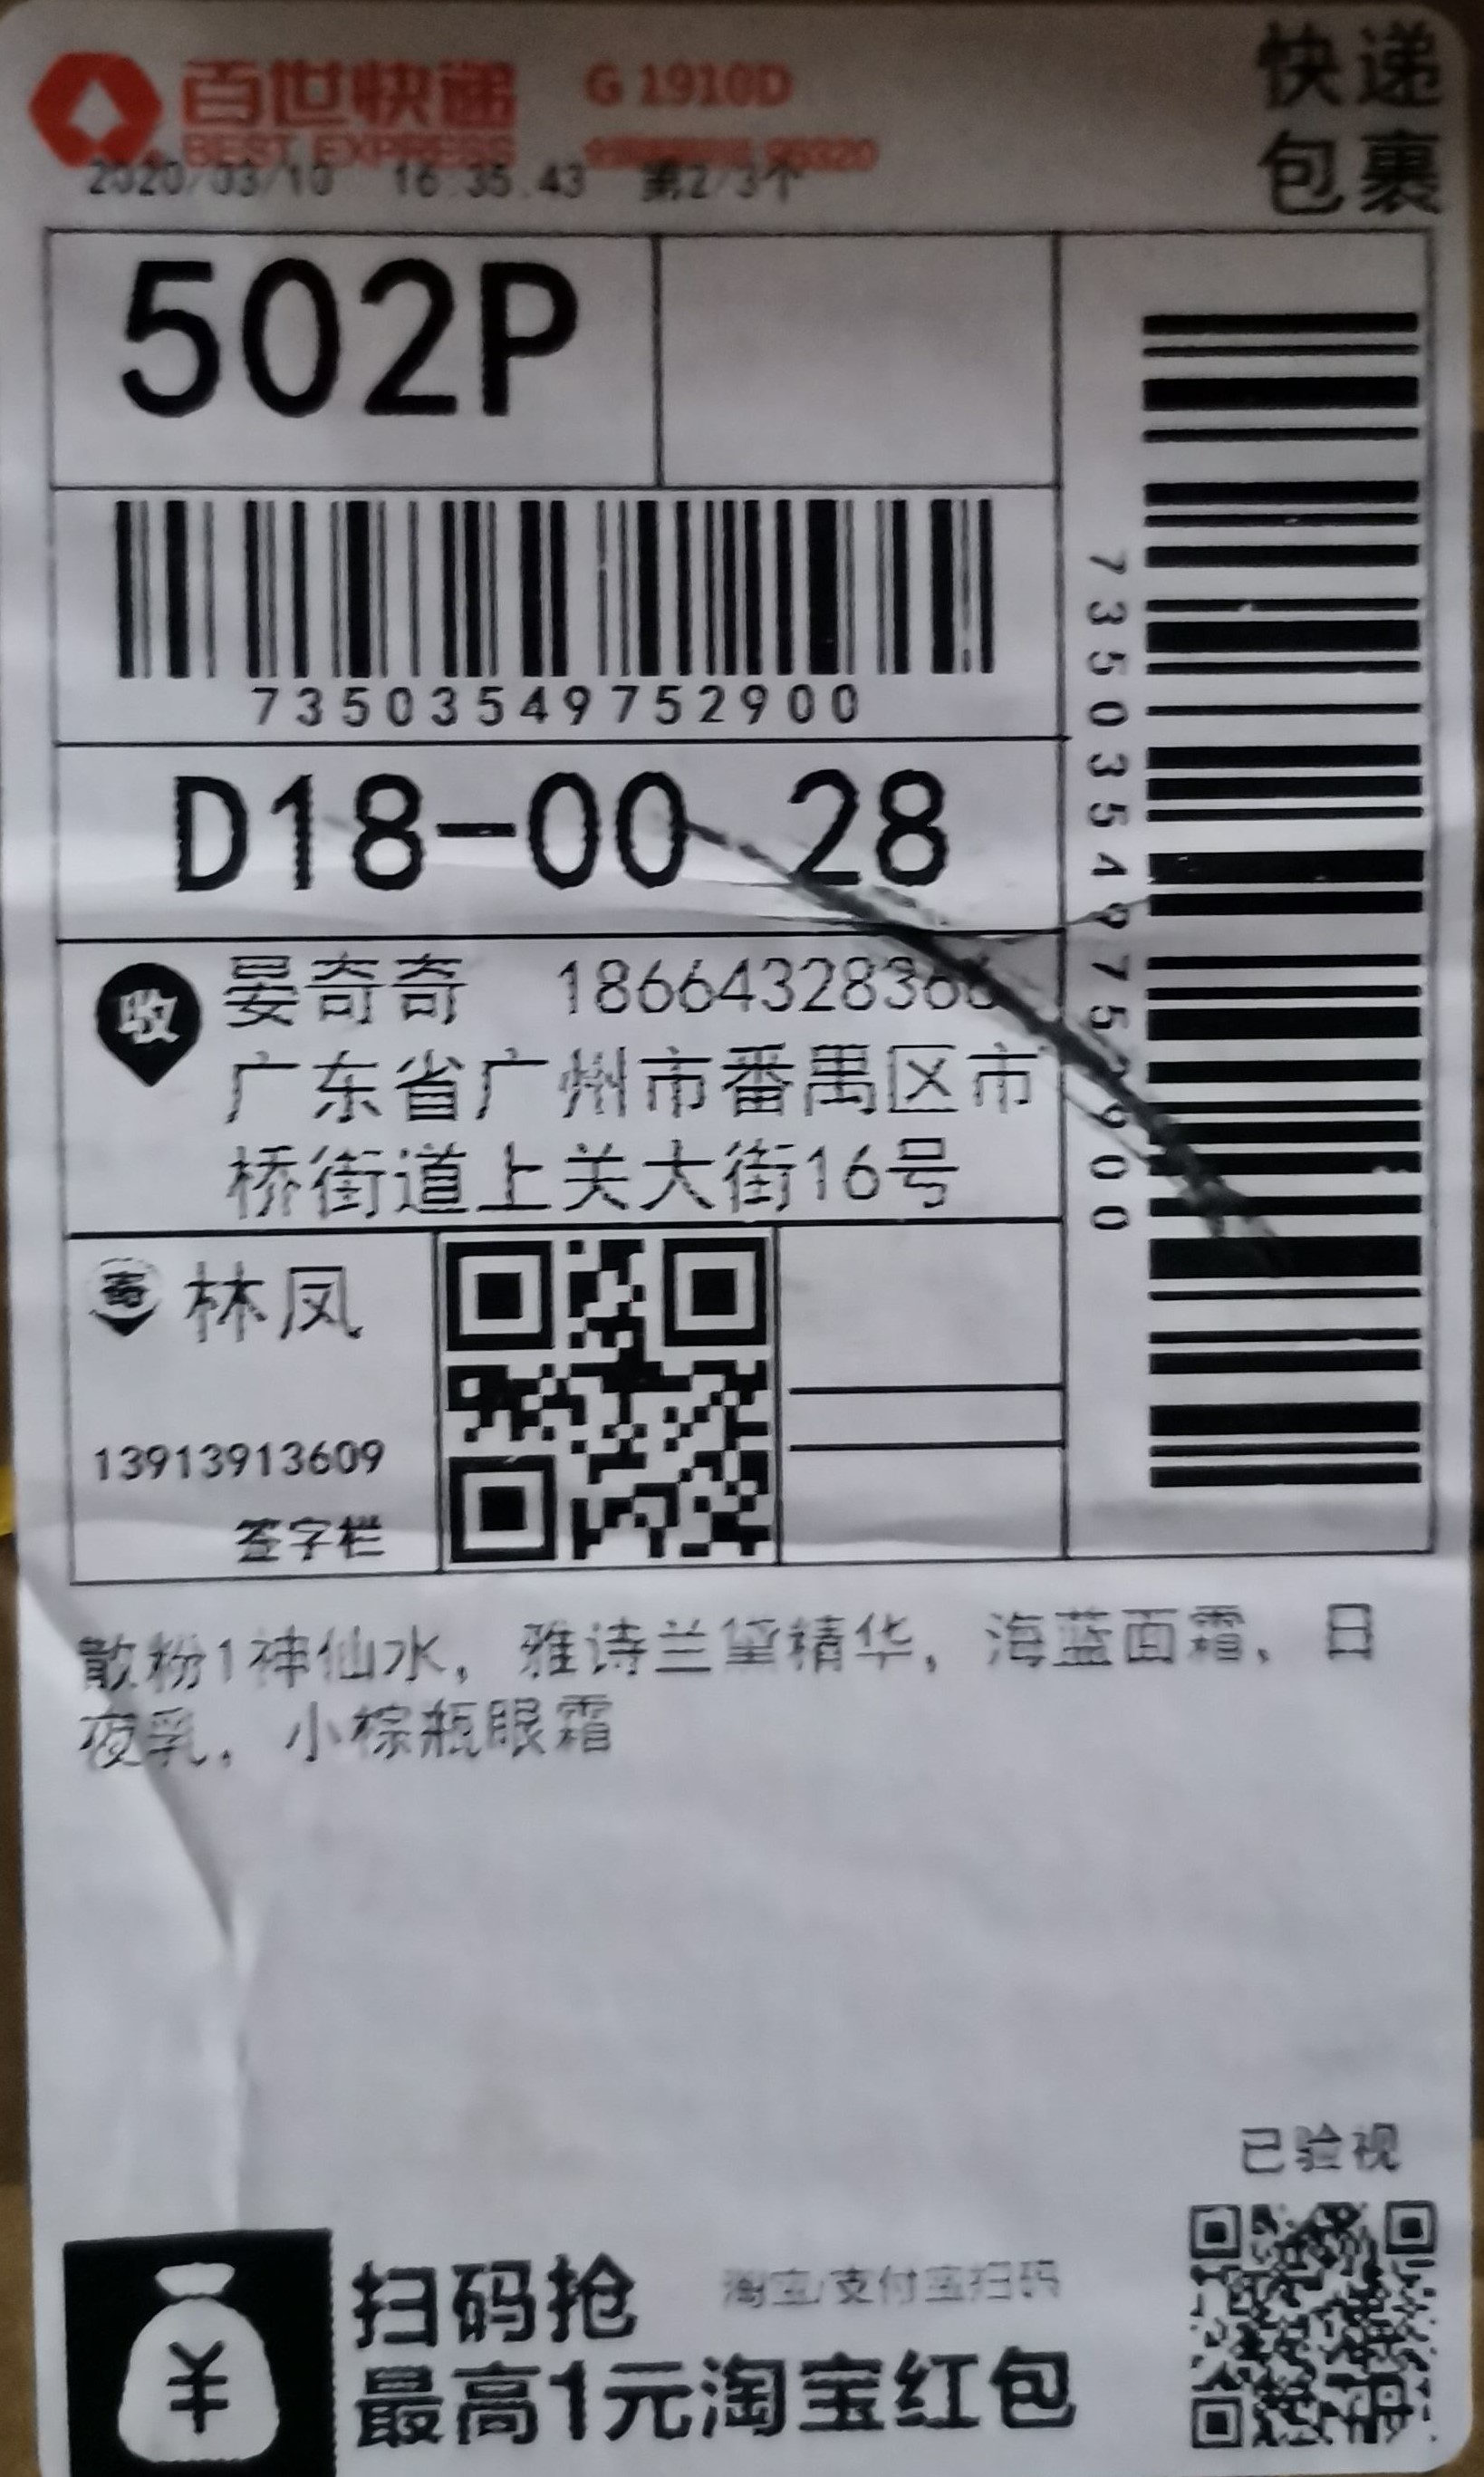 百世快递
BEST EXPRESS
G 1910D
快递
包裹
2020/03/10 16:35:43 第2/3个
502P
73503549752900
D18-00 28
73503549752900
收
晏奇奇 18664328366
广东省广州市番禺区市
桥街道上关大街16号
寄
林凤
13913913609
签字栏
散粉1神仙水，雅诗兰黛精华，海蓝面霜，日
夜乳，小棕瓶眼霜
已验视
扫码抢
淘宝/支付宝扫码
最高1元淘宝红包